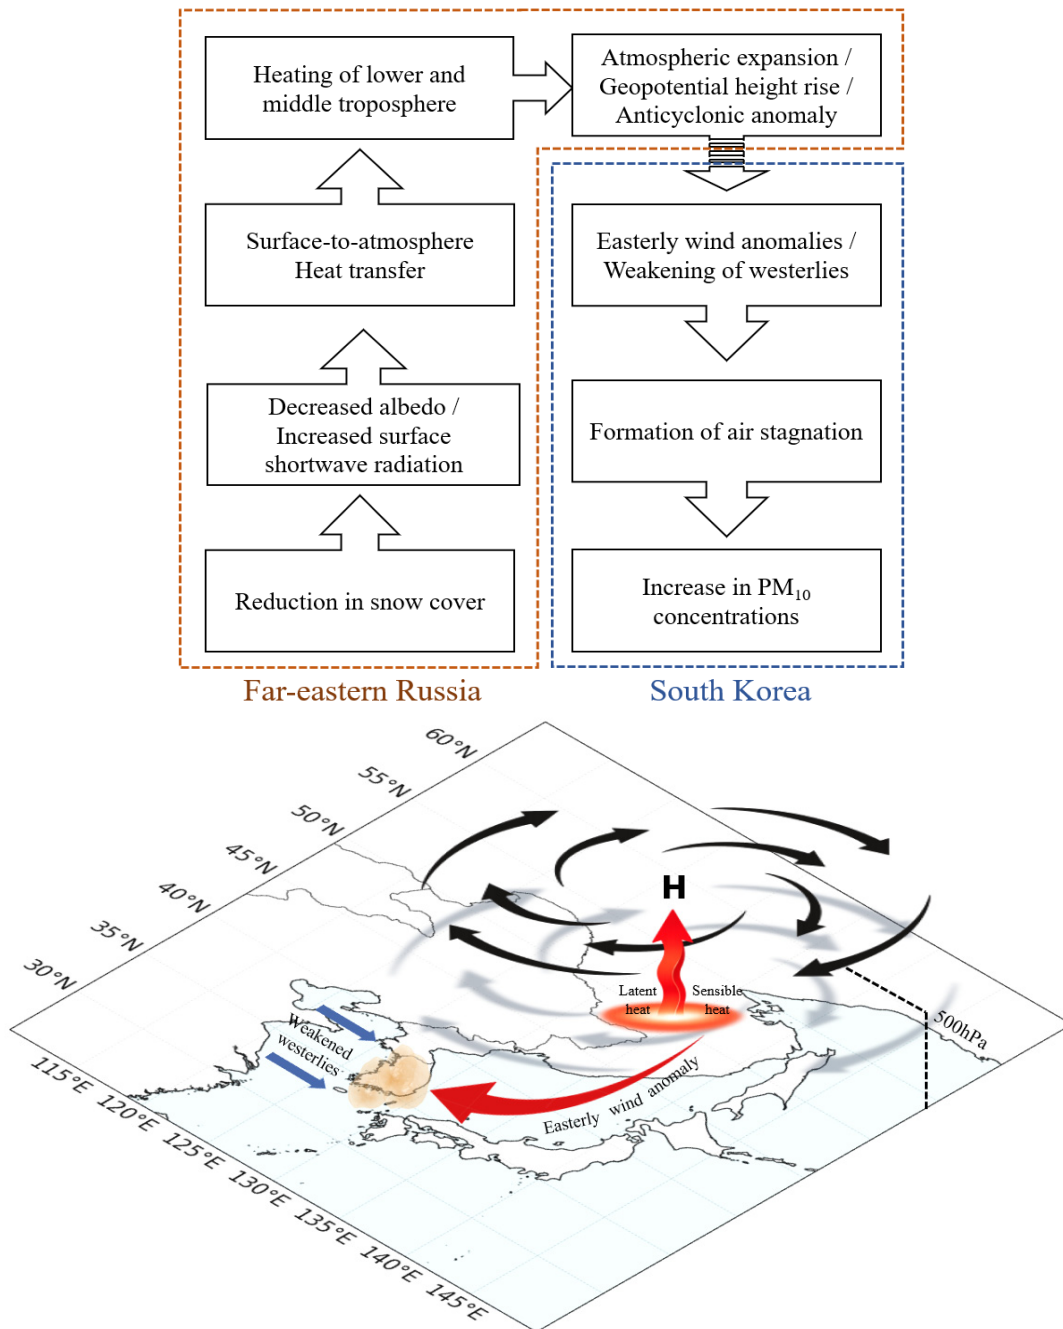 Heating of lower and
middle troposphere
Atmospheric expansion /
Geopotential height rise /
Anticyclonic anomaly
Surface-to-atmosphere
Heat transfer
Easterly wind anomalies /
Weakening of westerlies
Decreased albedo /
Increased surface
shortwave radiation
Formation of air stagnation
Reduction in snow cover
Increase in PM₁₀
concentrations
Far-eastern Russia
South Korea
60°N
55°N
50°N
45°N
40°N
35°N
30°N
H
Latent
heat
Sensible
heat
500hPa
Weakened
westerlies
Easterly wind anomaly
115°E
120°E
125°E
130°E
135°E
140°E
145°E